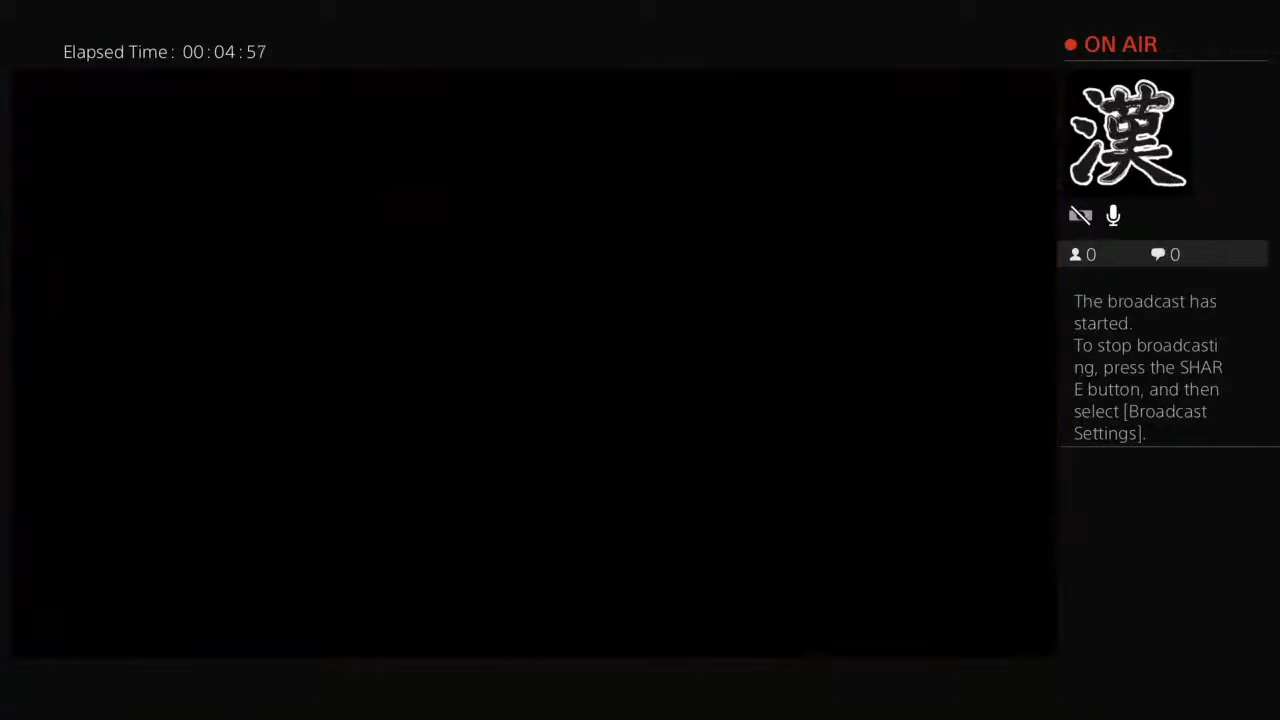 Elapsed Time: 00:04:57
ON AIR
漢
0 0
The broadcast has
started.
To stop broadcasti
ng, press the SHAR
E button, and then
select [Broadcast
Settings].